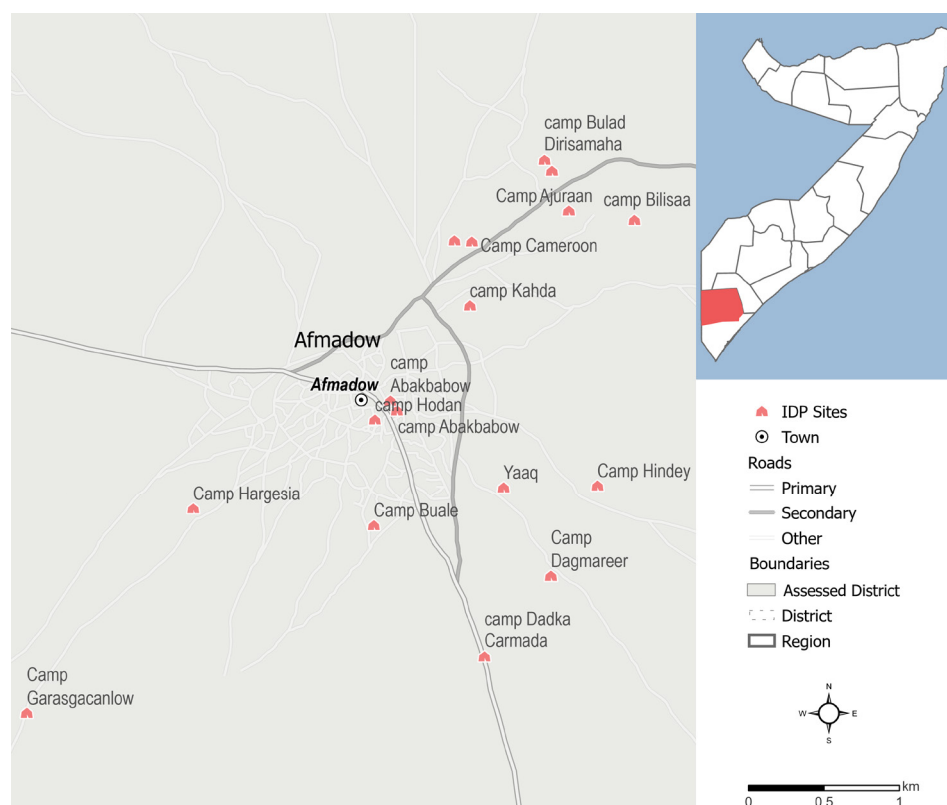 camp Bulad
Dirisamaha
Camp Ajuraan
camp Bilisaa
Camp Cameroon
camp Kahda
Afmadow
camp
Abakbabow
Afmadow
camp Hodan
camp Abakbabow
Yaaq
Camp Hindey
Camp Hargesia
Camp Buale
Camp
Dagmareer
camp Dadka
Carmada
Camp
Garasgacanlow
IDP Sites
Town
Roads
Primary
Secondary
Other
Boundaries
Assessed District
District
Region
N
W E
S
km
0 0.5 1